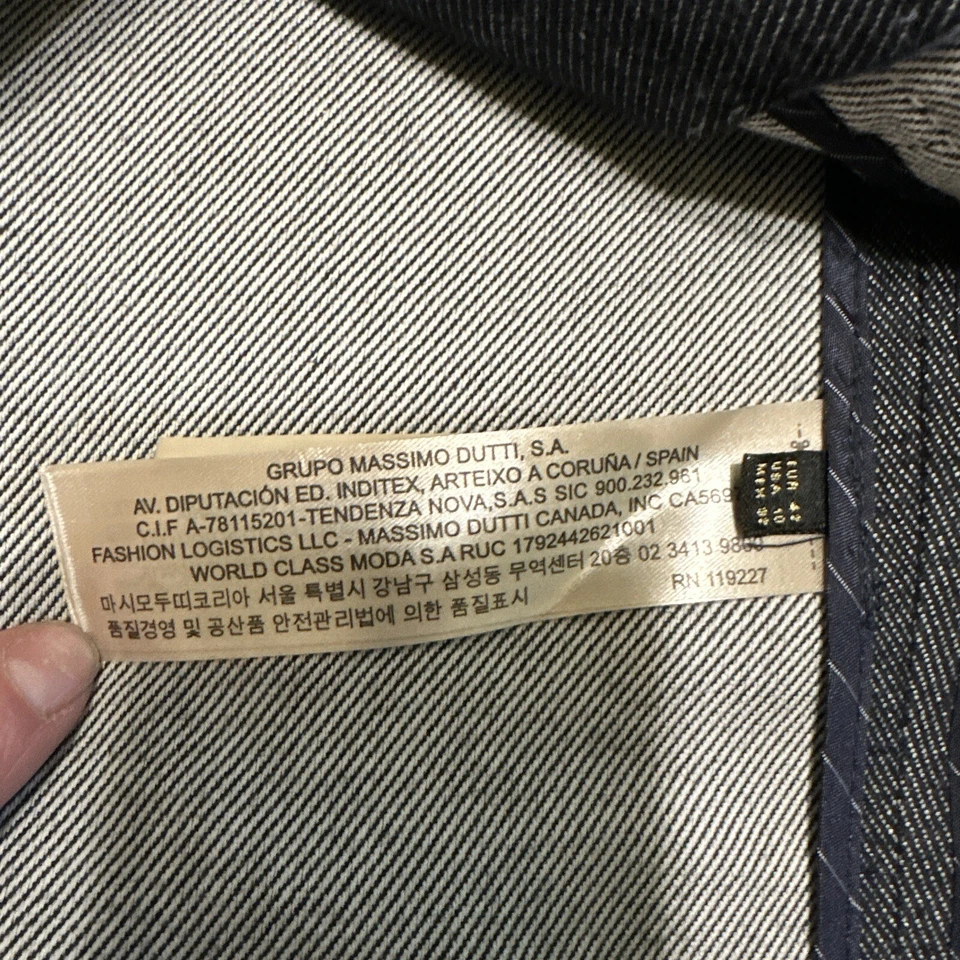 GRUPO MASSIMO DUTTI, S.A.
AV. DIPUTACIÓN ED. INDITEX, ARTEIXO A CORUÑA / SPAIN
C.I.F A-78115201-TENDENZA NOVA,S.A.S SIC 900.232.961
FASHION LOGISTICS LLC - MASSIMO DUTTI CANADA, INC
WORLD CLASS MODA S.A RUC 1792442621001
마시모두띠코리아 서울 특별시 강남구 삼성동 무역센터 20층 02 3413
품질경영 및 공산품 안전관리법에 의한 품질표시
RN 119227
EUR 42
USA 10
MEX 32